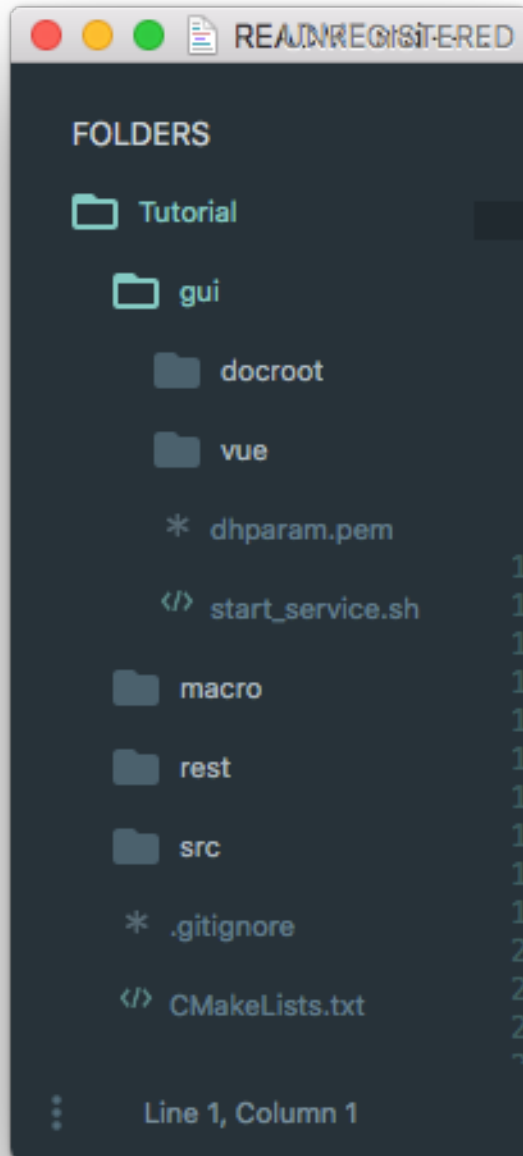 UNREGISTERED
FOLDERS
Tutorial
gui
docroot
vue
* dhparam.pem
</> start_service.sh
macro
rest
src
* .gitignore
</> CMakeLists.txt
Line 1, Column 1